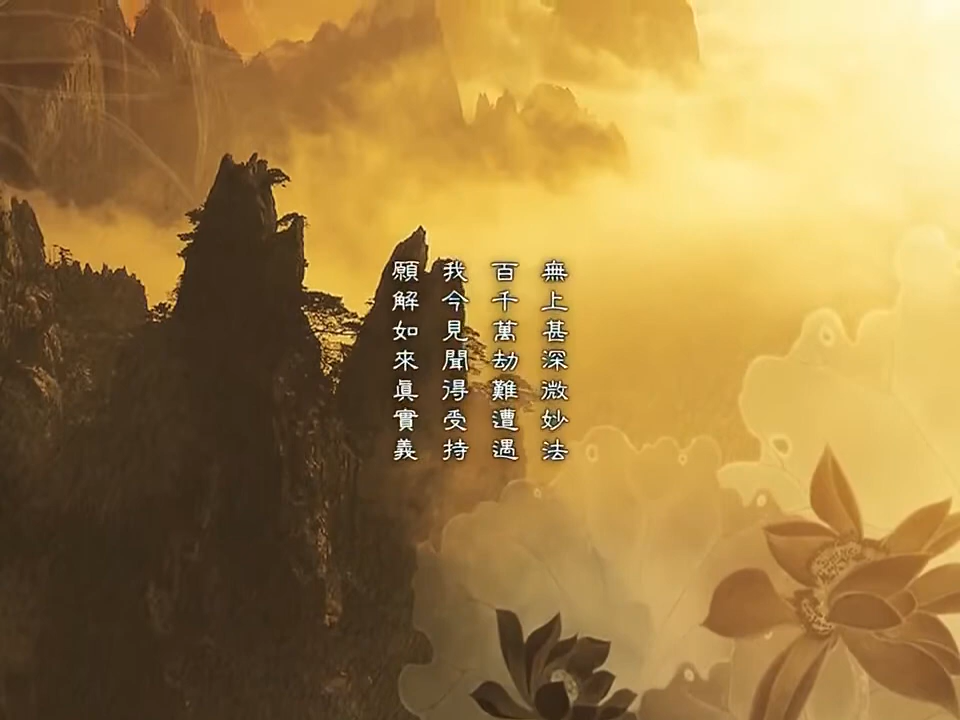 無上甚深微妙法
百千萬劫難遭遇
我今見聞得受持
願解如來眞實義